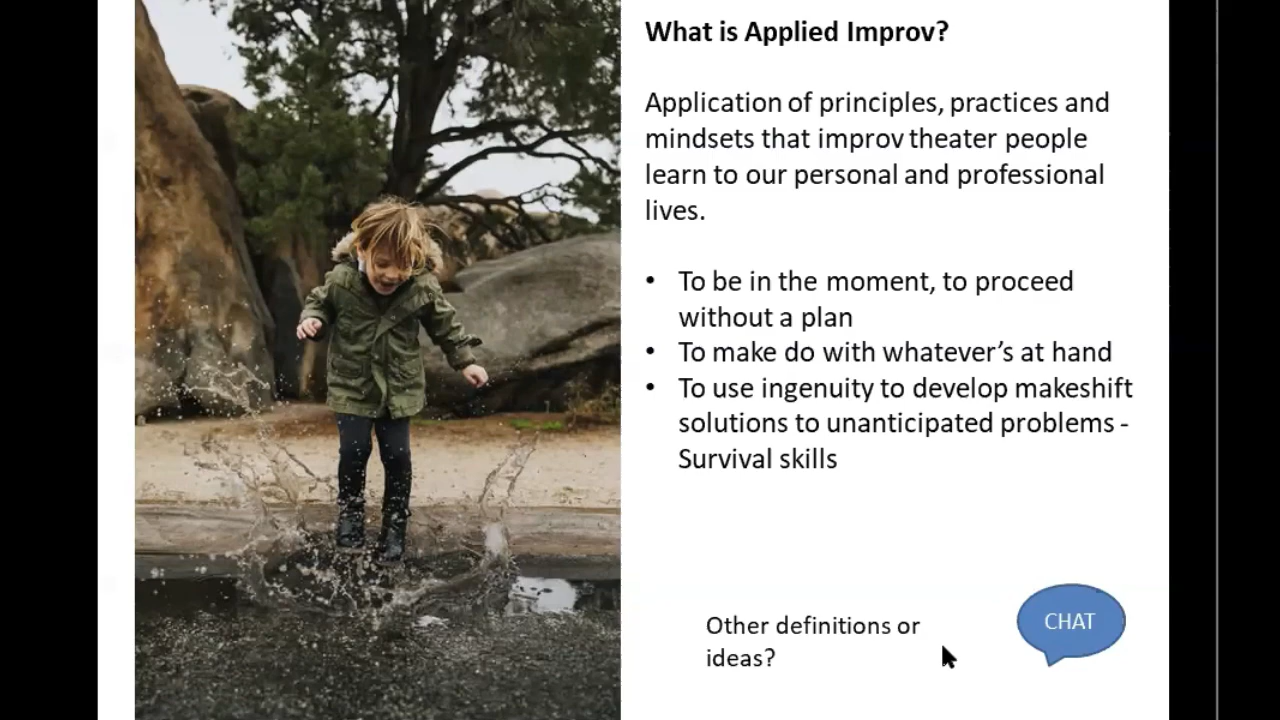 What is Applied Improv?
Application of principles, practices and
mindsets that improv theater people
learn to our personal and professional
lives.
• To be in the moment, to proceed
without a plan
• To make do with whatever’s at hand
• To use ingenuity to develop makeshift
solutions to unanticipated problems -
Survival skills
Other definitions or
ideas?
CHAT